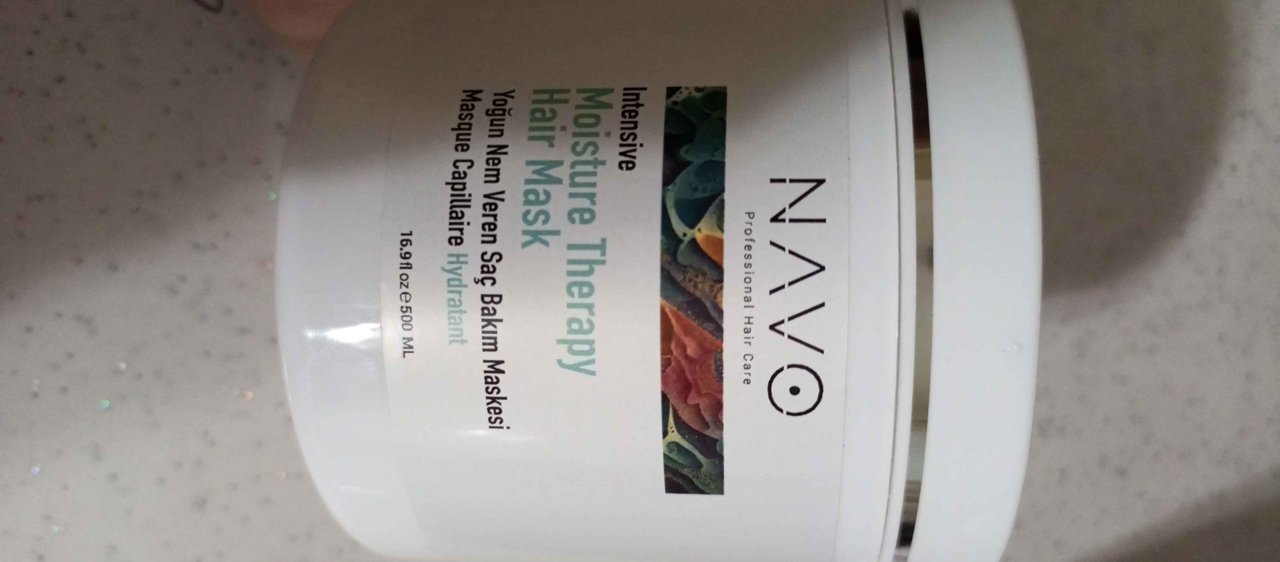 NAVO
Professional Hair Care
Intensive
Moisture Therapy
Hair Mask
Yoğun Nem Veren Saç Bakım Maskesi
Masque Capillaire Hydratant
16.9fl oz e 500 ML